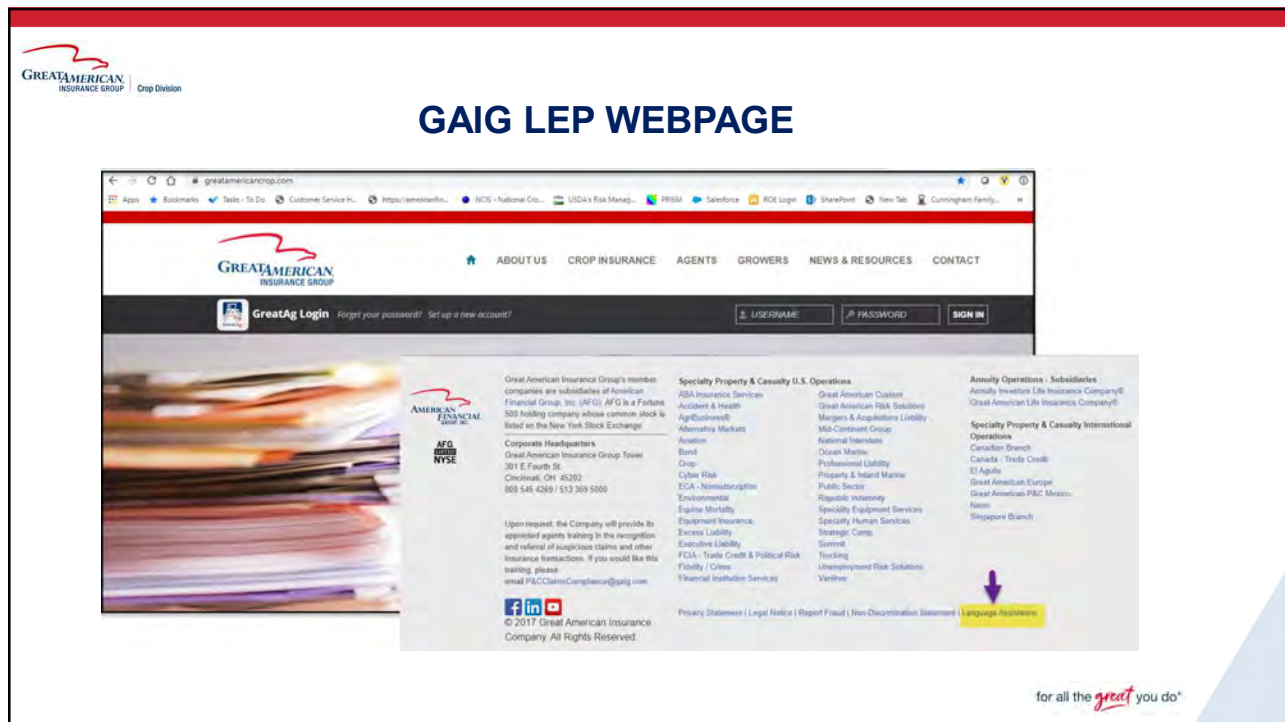 GREATAMERICAN
INSURANCE GROUP
Crop Division
GAIG LEP WEBPAGE
greatamericancrop.com
Apps Bookmarks Tasks - To Do Customer Service H... NCIS - National Cro... USDA's Risk Manag... PRISM Salesforce ROE Login SharePoint New Tab Cunningham Family...
GREATAMERICAN
INSURANCE GROUP
ABOUT US CROP INSURANCE AGENTS GROWERS NEWS & RESOURCES CONTACT
GreatAg Login Forget your password? Set up a new account? USERNAME PASSWORD SIGN IN
AMERICAN
FINANCIAL
GROUP, INC.
AFG
LISTED
NYSE
Great American Insurance Group's member
companies are subsidiaries of American
Financial Group, Inc. (AFG). AFG is a Fortune
500 holding company whose common stock is
listed on the New York Stock Exchange.
Corporate Headquarters
Great American Insurance Group Tower
301 E Fourth St.
Cincinnati, OH 45202
800 545 4269 / 513 369 5000
Upon request, the Company will provide its
appointed agents training in the recognition
and referral of suspicious claims and other
insurance transactions. If you would like this
training, please
email P&CClaimsCompliance@gaig.com
© 2017 Great American Insurance
Company. All Rights Reserved.
Specialty Property & Casualty U.S. Operations
ABA Insurance Services
Accident & Health
AgriBusiness®
Alternative Markets
Aviation
Bond
Crop
Cyber Risk
ECA - Nonsubscription
Environmental
Equine Mortality
Equipment Insurance
Excess Liability
Executive Liability
FCIA - Trade Credit & Political Risk
Fidelity / Crime
Financial Institution Services
Great American Custom
Great American Risk Solutions
Mergers & Acquisitions Liability
Mid-Continent Group
National Interstate
Ocean Marine
Professional Liability
Property & Inland Marine
Public Sector
Republic Indemnity
Specialty Equipment Services
Specialty Human Services
Strategic Comp
Summit
Trucking
Unemployment Risk Solutions
Vanliner
Annuity Operations - Subsidiaries
Annuity Investors Life Insurance Company®
Great American Life Insurance Company®
Specialty Property & Casualty International
Operations
Canadian Branch
Canada - Trade Credit
El Aguila
Great American Europe
Great American P&C Mexico
Neon
Singapore Branch
Privacy Statement | Legal Notice | Report Fraud | Non-Discrimination Statement | Language Assistance
for all the great you do®